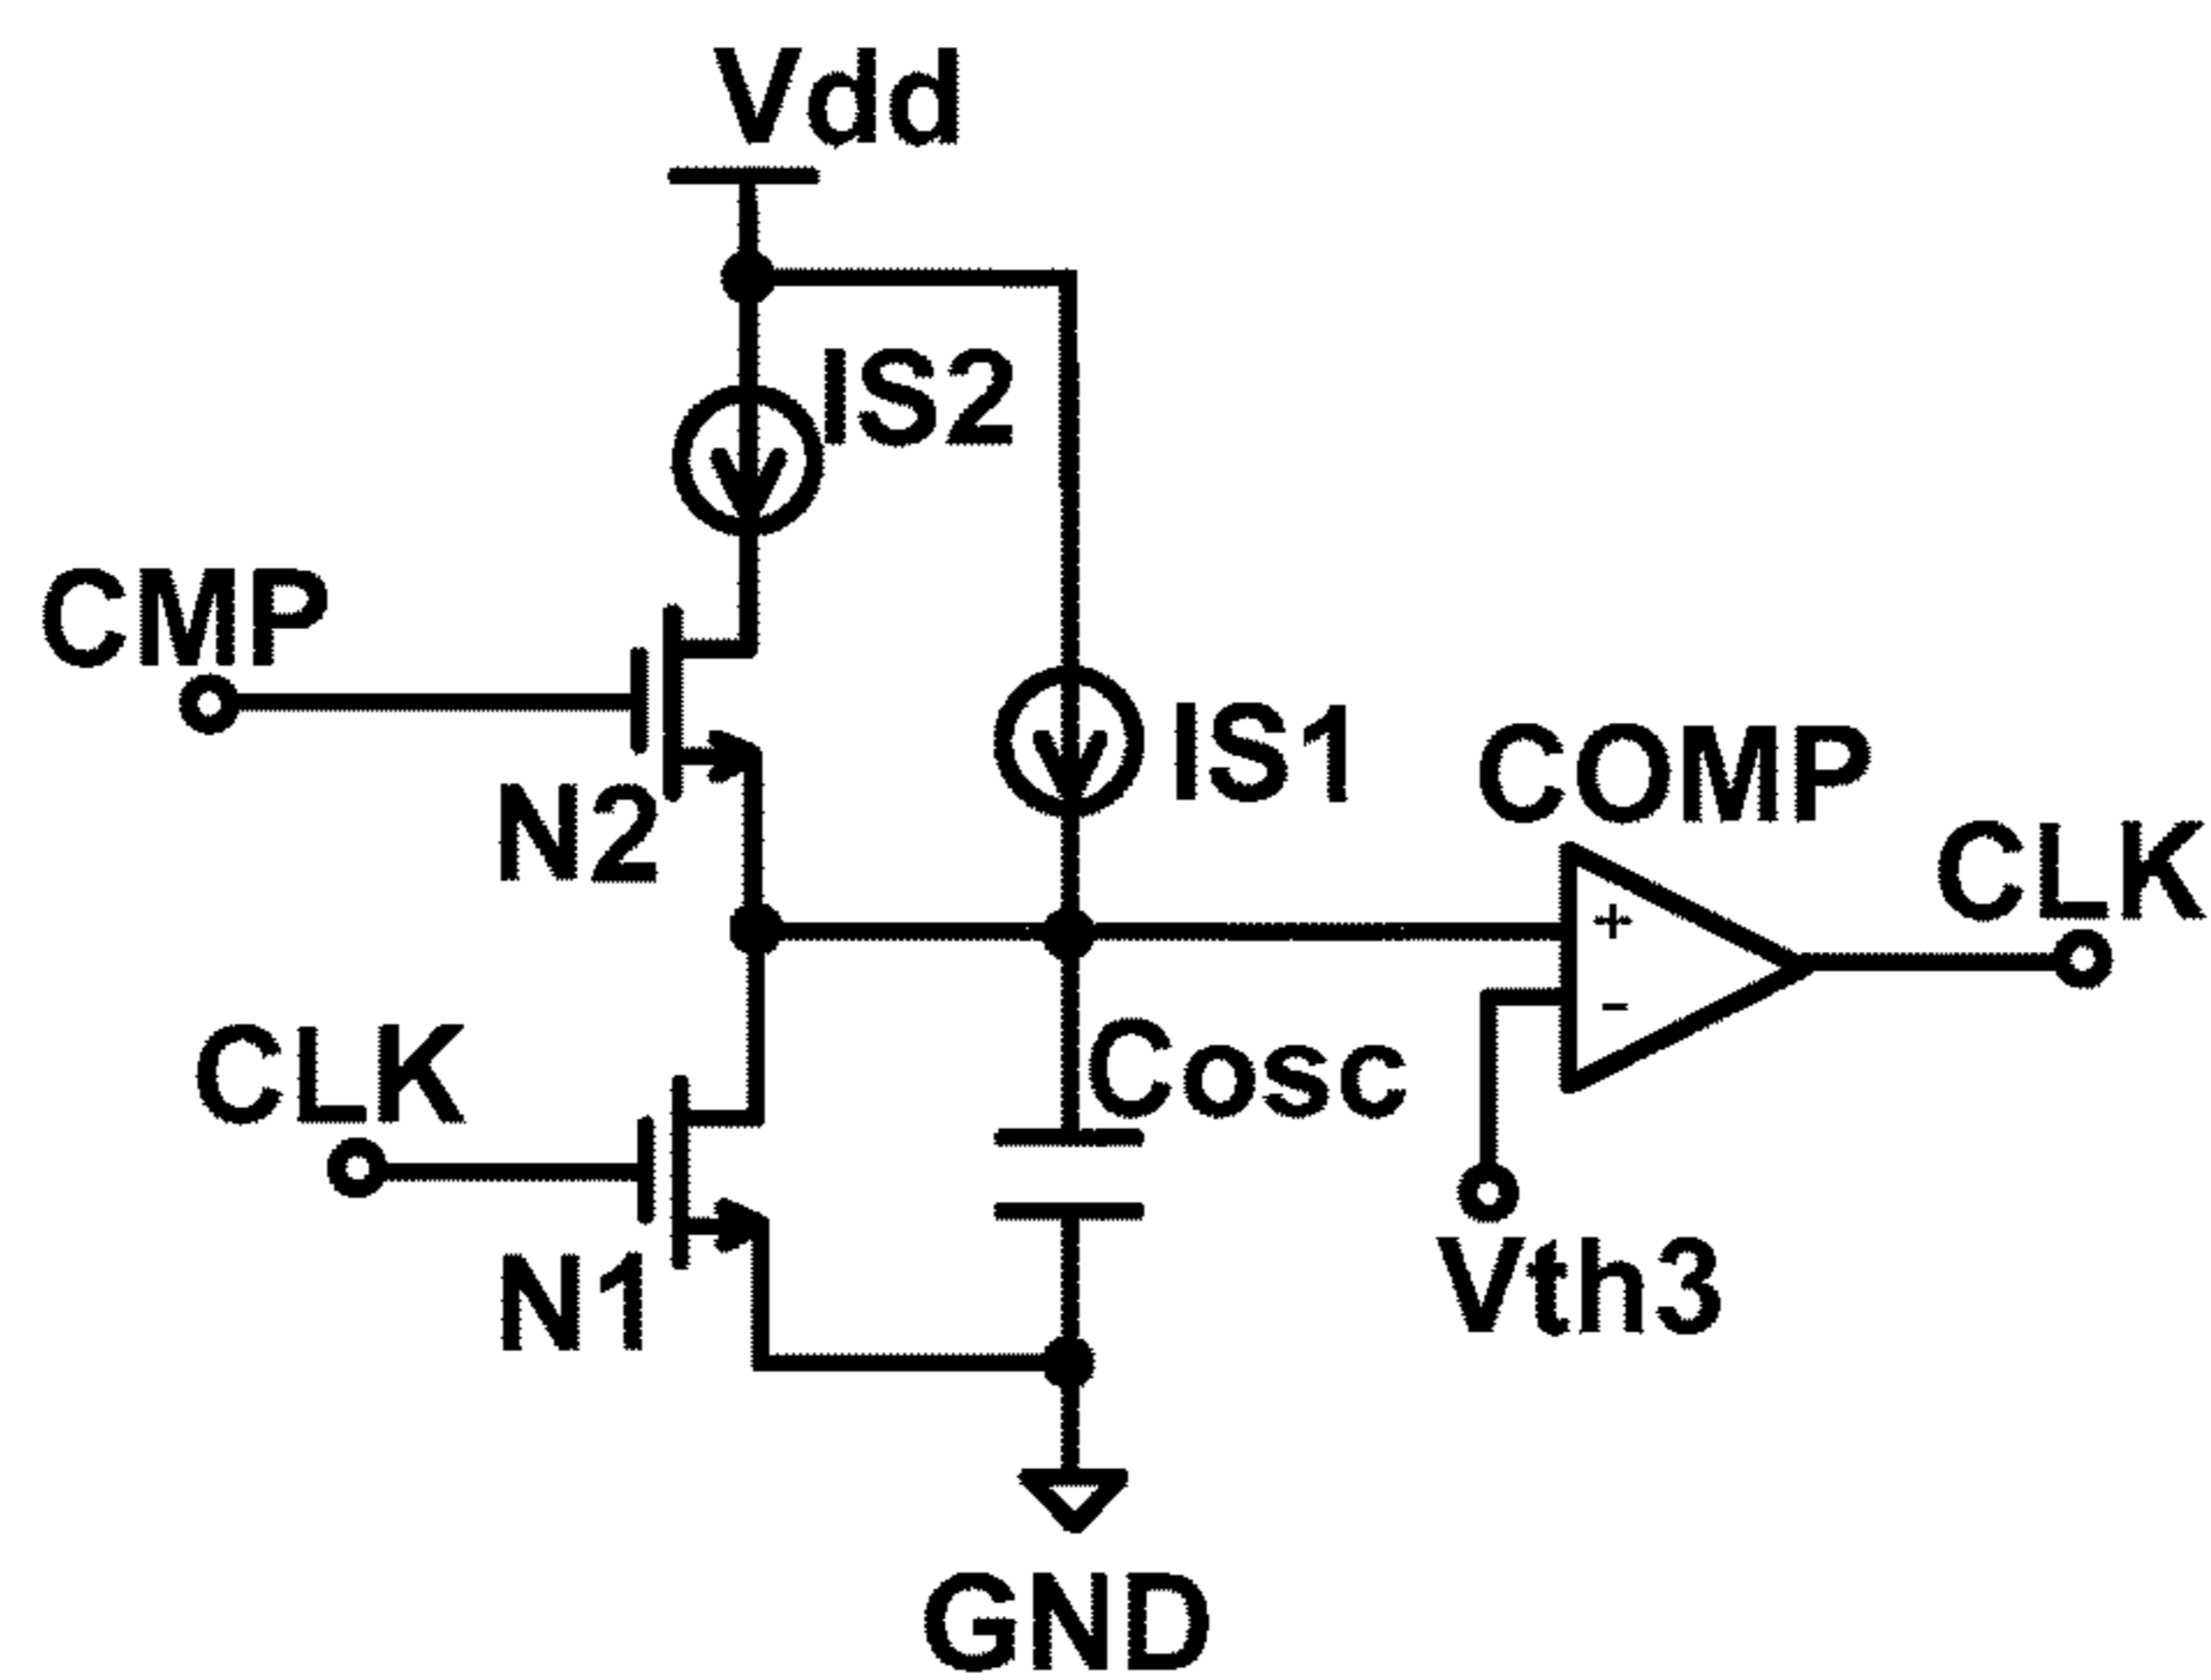 Vdd
IS2
CMP
N2
IS1
COMP
+
-
CLK
CLK
Cosc
N1
Vth3
GND